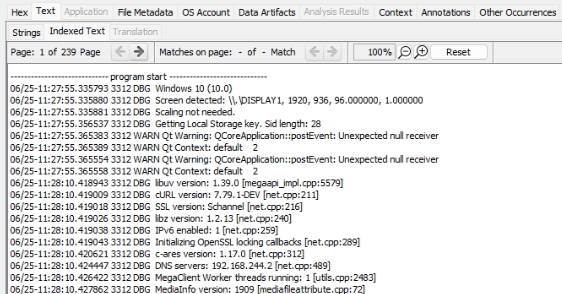 Hex Text Application File Metadata OS Account Data Artifacts Analysis Results Context Annotations Other Occurrences
Strings Indexed Text Translation
Page: 1 of 239 Page Matches on page: - of - Match 100% Reset
----------------------------- program start -----------------------------
06/25-11:27:55.335793 3312 DBG Windows 10 (10.0)
06/25-11:27:55.335880 3312 DBG Screen detected: \\.\DISPLAY1, 1920, 936, 96.000000, 1.000000
06/25-11:27:55.335881 3312 DBG Scaling not needed.
06/25-11:27:55.356537 3312 DBG Getting Local Storage key. Sid length: 28
06/25-11:27:55.365383 3312 WARN Qt Warning: QCoreApplication::postEvent: Unexpected null receiver
06/25-11:27:55.365389 3312 WARN Qt Context: default 2
06/25-11:27:55.365554 3312 WARN Qt Warning: QCoreApplication::postEvent: Unexpected null receiver
06/25-11:27:55.365558 3312 WARN Qt Context: default 2
06/25-11:28:10.418943 3312 DBG libuv version: 1.39.0 [megaapi_impl.cpp:5579]
06/25-11:28:10.419009 3312 DBG cURL version: 7.79.1-DEV [net.cpp:211]
06/25-11:28:10.419018 3312 DBG SSL version: Schannel [net.cpp:216]
06/25-11:28:10.419026 3312 DBG libz version: 1.2.13 [net.cpp:240]
06/25-11:28:10.419038 3312 DBG IPv6 enabled: 1 [net.cpp:259]
06/25-11:28:10.419043 3312 DBG Initializing OpenSSL locking callbacks [net.cpp:289]
06/25-11:28:10.420621 3312 DBG c-ares version: 1.17.0 [net.cpp:312]
06/25-11:28:10.424447 3312 DBG DNS servers: 192.168.244.2 [net.cpp:489]
06/25-11:28:10.426422 3312 DBG MegaClient Worker threads running: 1 [utils.cpp:2483]
06/25-11:28:10.427862 3312 DBG MediaInfo version: 1909 [mediafileattribute.cpp:72]